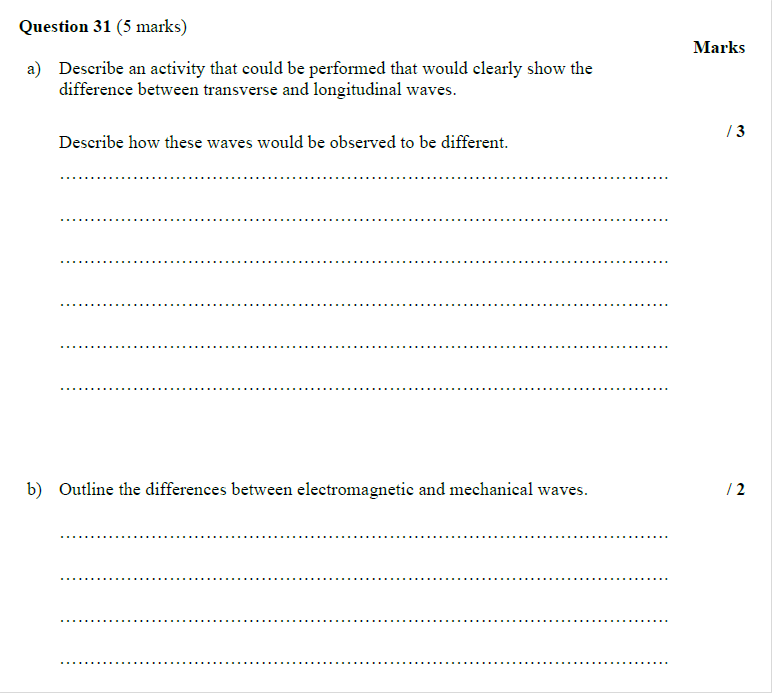 Question 31 (5 marks)
Marks
a) Describe an activity that could be performed that would clearly show the
difference between transverse and longitudinal waves.
/ 3
Describe how these waves would be observed to be different.
b) Outline the differences between electromagnetic and mechanical waves. / 2